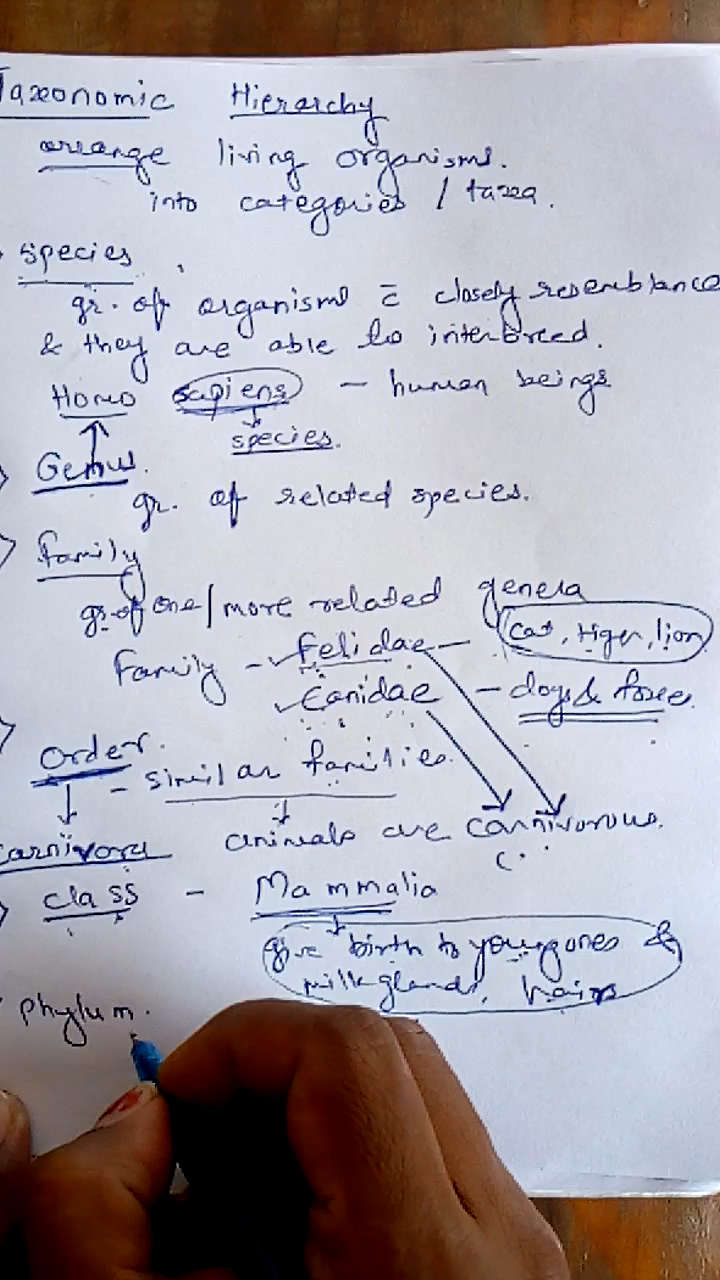 Taxonomic Hierarchy
arrange living organisms.
into categories / taxa.
Species
gr. of organisms c̄ closely resemblance
& they are able to interbreed.
Homo sapiens - human beings
species.
Genus.
gr. of related species.
Family
gr. of one/more related genera
Family - Felidae - cat, tiger, lion
Canidae - dogs & foxes
Order.
- similar families.
Carnivora animals are carnivorous.
class - Mammalia
give birth to young ones &
milk glands, hairs
phylum.